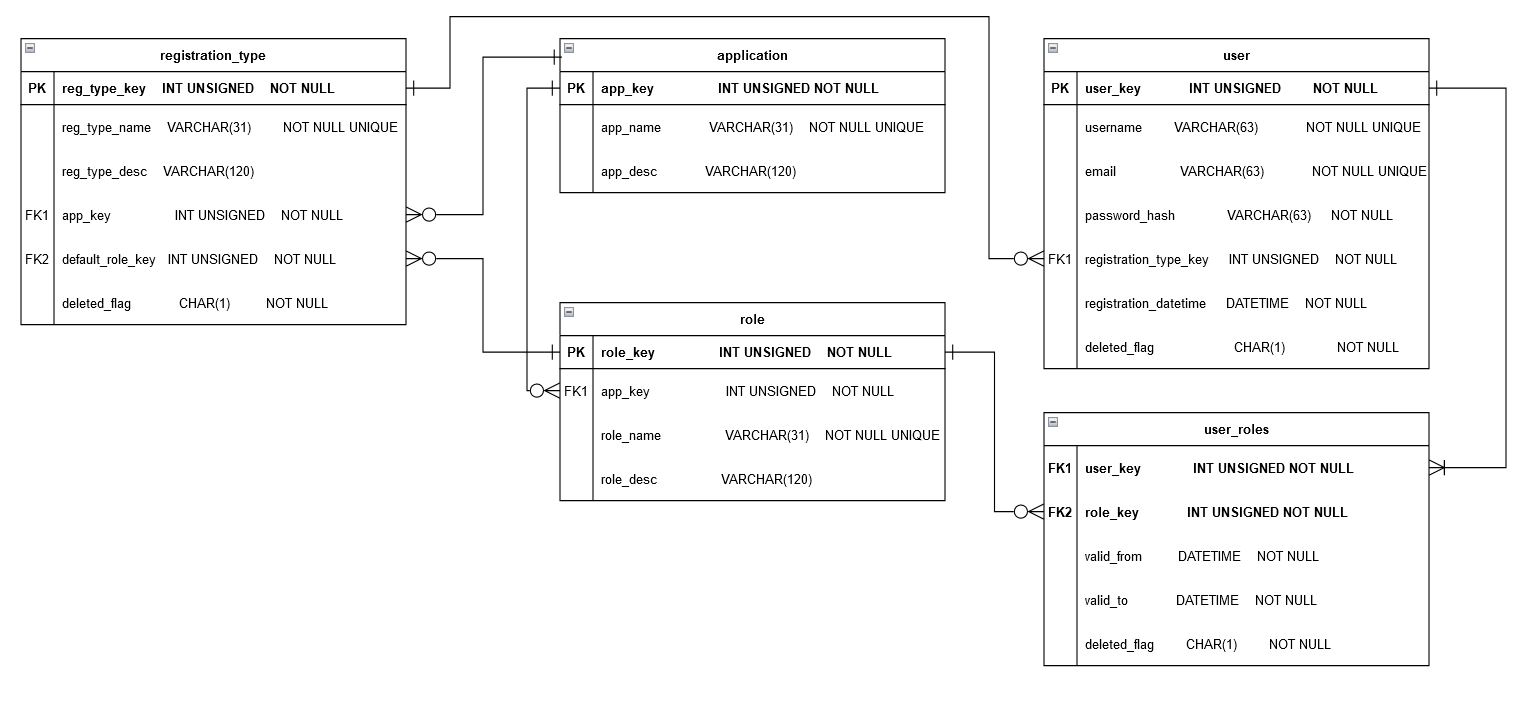 registration_type
PK reg_type_key INT UNSIGNED NOT NULL
reg_type_name VARCHAR(31) NOT NULL UNIQUE
reg_type_desc VARCHAR(120)
FK1 app_key INT UNSIGNED NOT NULL
FK2 default_role_key INT UNSIGNED NOT NULL
deleted_flag CHAR(1) NOT NULL
application
PK app_key INT UNSIGNED NOT NULL
app_name VARCHAR(31) NOT NULL UNIQUE
app_desc VARCHAR(120)
role
PK role_key INT UNSIGNED NOT NULL
FK1 app_key INT UNSIGNED NOT NULL
role_name VARCHAR(31) NOT NULL UNIQUE
role_desc VARCHAR(120)
user
PK user_key INT UNSIGNED NOT NULL
username VARCHAR(63) NOT NULL UNIQUE
email VARCHAR(63) NOT NULL UNIQUE
password_hash VARCHAR(63) NOT NULL
FK1 registration_type_key INT UNSIGNED NOT NULL
registration_datetime DATETIME NOT NULL
deleted_flag CHAR(1) NOT NULL
user_roles
FK1 user_key INT UNSIGNED NOT NULL
FK2 role_key INT UNSIGNED NOT NULL
valid_from DATETIME NOT NULL
valid_to DATETIME NOT NULL
deleted_flag CHAR(1) NOT NULL